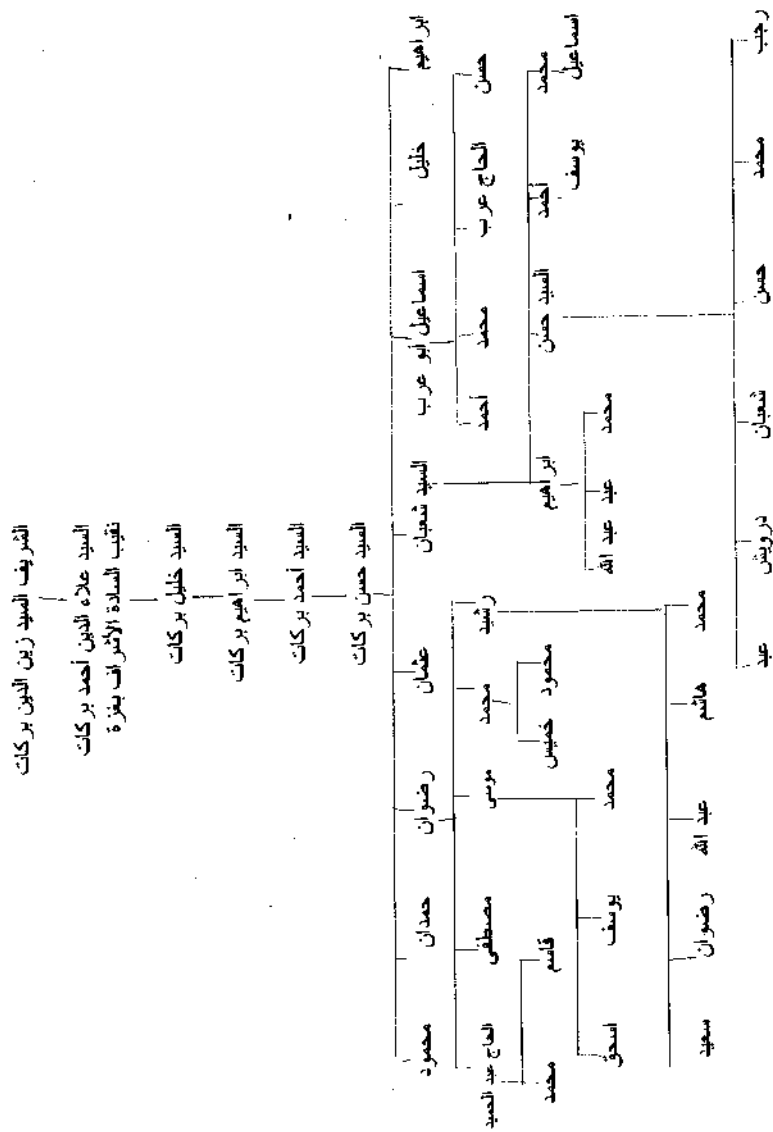 الشريف السيد زين الدين بركات
السيد علاء الدين أحمد بركات
نقيب السادة الأشراف بغزة
السيد خليل بركات
السيد ابراهيم بركات
السيد أحمد بركات
السيد حسن بركات
ابراهيم خليل اسماعيل أبو عرب السيد شعبان عثمان رضوان حمدان محمود
حسن الحاج عرب محمد أحمد رشيد محمد موسى مصطفى الحاج عبد الحميد
محمد أحمد السيد حسن ابراهيم محمود خميس قاسم محمد
اسماعيل يوسف
محمد عيد عبد الله محمد يوسف اسحق
محمد هاشم عبد الله رضوان سعيد
رجب محمد حسن شعبان درويش عيد